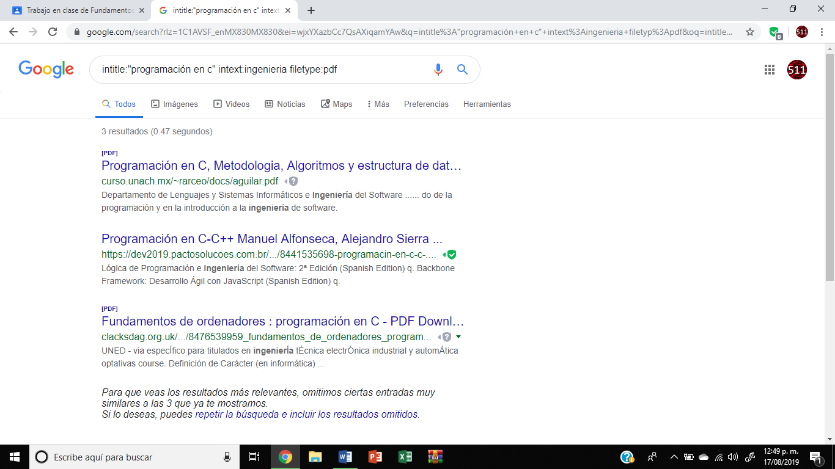 Trabajo en clase de Fundamento
intitle:"programación en c" intext
google.com/search?rlz=1C1AVSF_enMX830MX830&ei=wjxYXazbCc7QsAXiqamYAw&q=intitle%3A"programación+en+c"+intext%3Aingenieria+filetyp%3Apdf&oq=intitle...
Google
intitle:"programación en c" intext:ingenieria filetype:pdf
511
Todos Imágenes Videos Noticias Maps Más Preferencias Herramientas
3 resultados (0.47 segundos)
[PDF]
Programación en C, Metodologia, Algoritmos y estructura de dat...
curso.unach.mx/~rarceo/docs/aguilar.pdf
Departamento de Lenguajes y Sistemas Informáticos e Ingeniería del Software ...... do de la
programación y en la introducción a la ingeniería de software.
Programación en C-C++ Manuel Alfonseca, Alejandro Sierra ...
https://dev2019.pactosolucoes.com.br/.../8441535698-programacin-en-c-c-...
Lógica de Programação e Ingeniería del Software: 2ª Edición (Spanish Edition) q. Backbone
Framework: Desarrollo Ágil con JavaScript (Spanish Edition) q.
[PDF]
Fundamentos de ordenadores : programación en C - PDF Downl...
clacksdag.org.uk/.../8476539959_fundamentos_de_ordenadores_program...
UNED - via específico para titulados en ingenierÍa tÉcnica electrÓnica industrial y automÁtica
optativas course. Definición de Carácter (en informática) ...
Para que veas los resultados más relevantes, omitimos ciertas entradas muy
similares a las 3 que ya te mostramos.
Si lo deseas, puedes repetir la búsqueda e incluir los resultados omitidos.
Escribe aquí para buscar
12:49 p. m.
17/08/2019